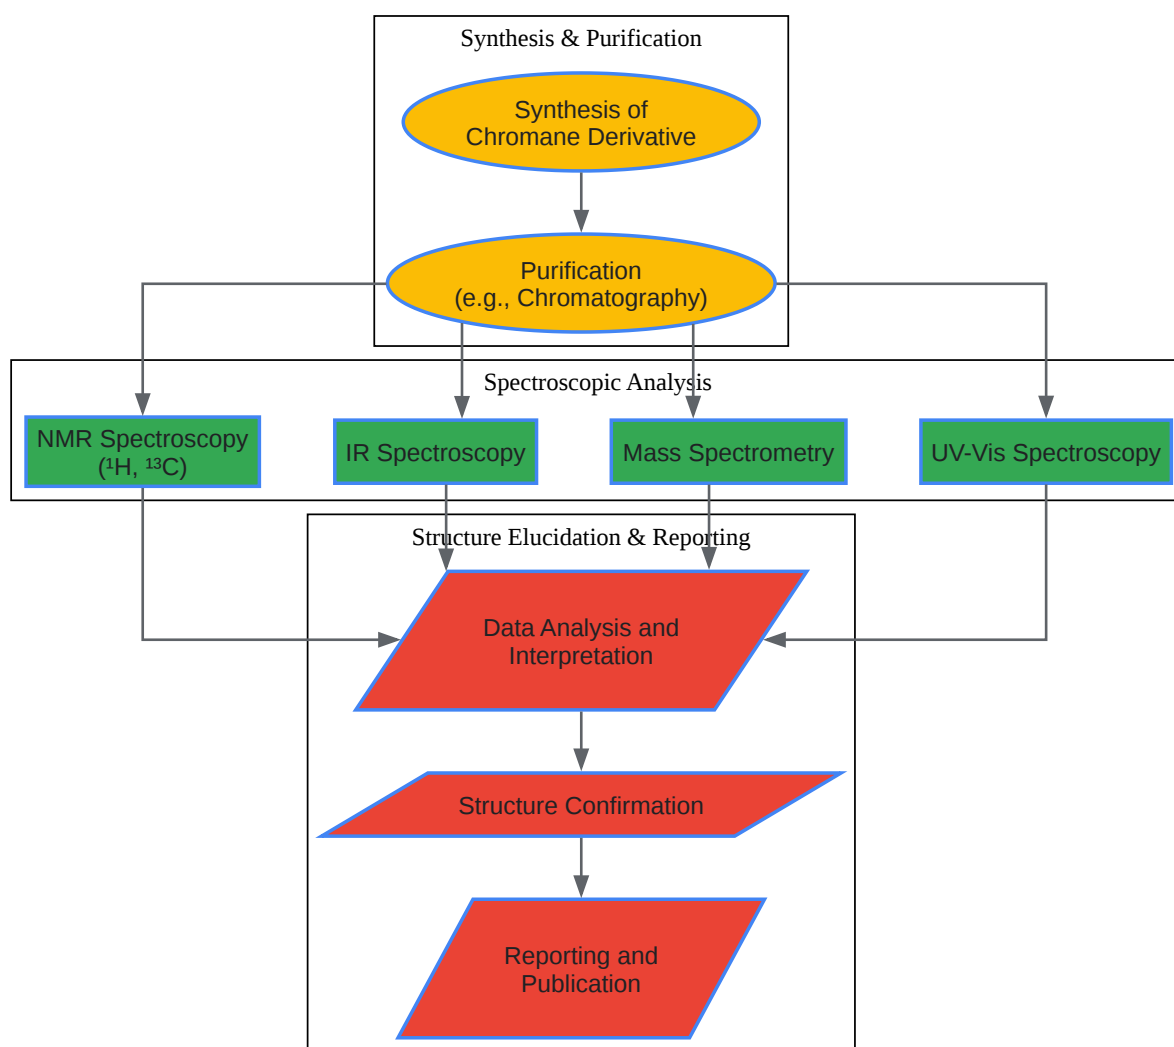 Synthesis & Purification
Synthesis of
Chromane Derivative
Purification
(e.g., Chromatography)
Spectroscopic Analysis
NMR Spectroscopy
(¹H, ¹³C)
IR Spectroscopy
Mass Spectrometry
UV-Vis Spectroscopy
Structure Elucidation & Reporting
Data Analysis and
Interpretation
Structure Confirmation
Reporting and
Publication